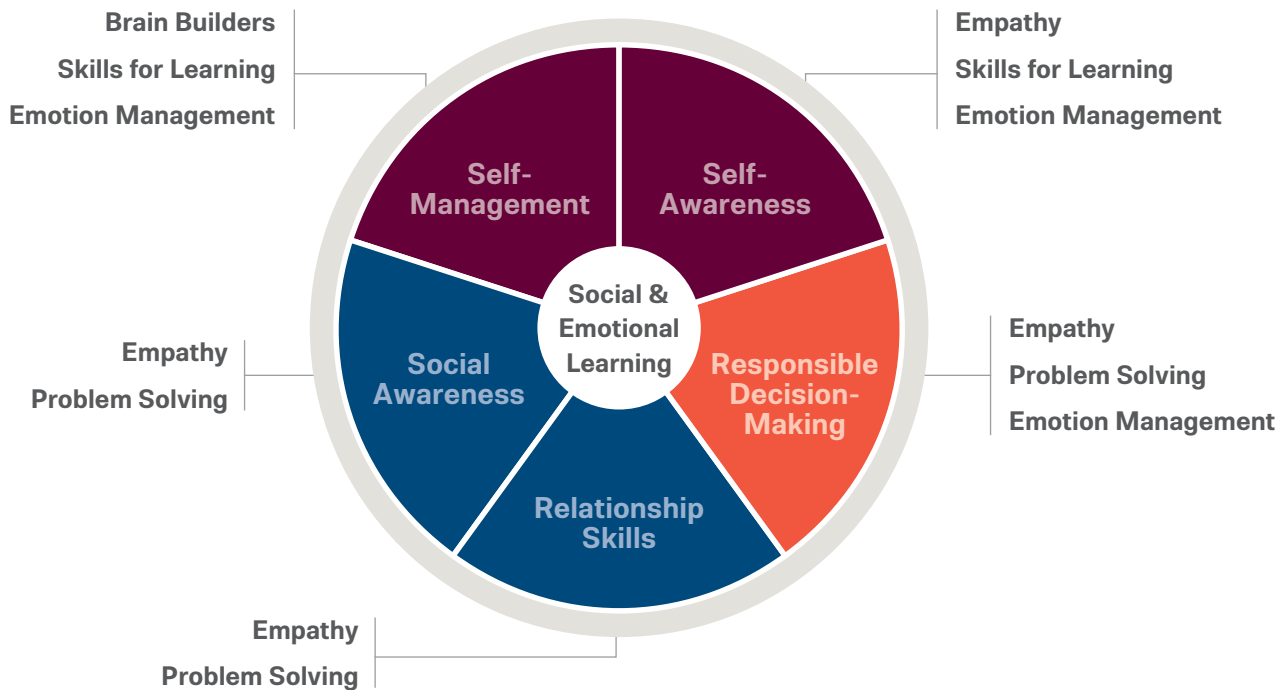 Brain Builders
Skills for Learning
Emotion Management
Empathy
Skills for Learning
Emotion Management
Self-
Management
Self-
Awareness
Social &
Emotional
Learning
Social
Awareness
Responsible
Decision-
Making
Relationship
Skills
Empathy
Problem Solving
Empathy
Problem Solving
Emotion Management
Empathy
Problem Solving